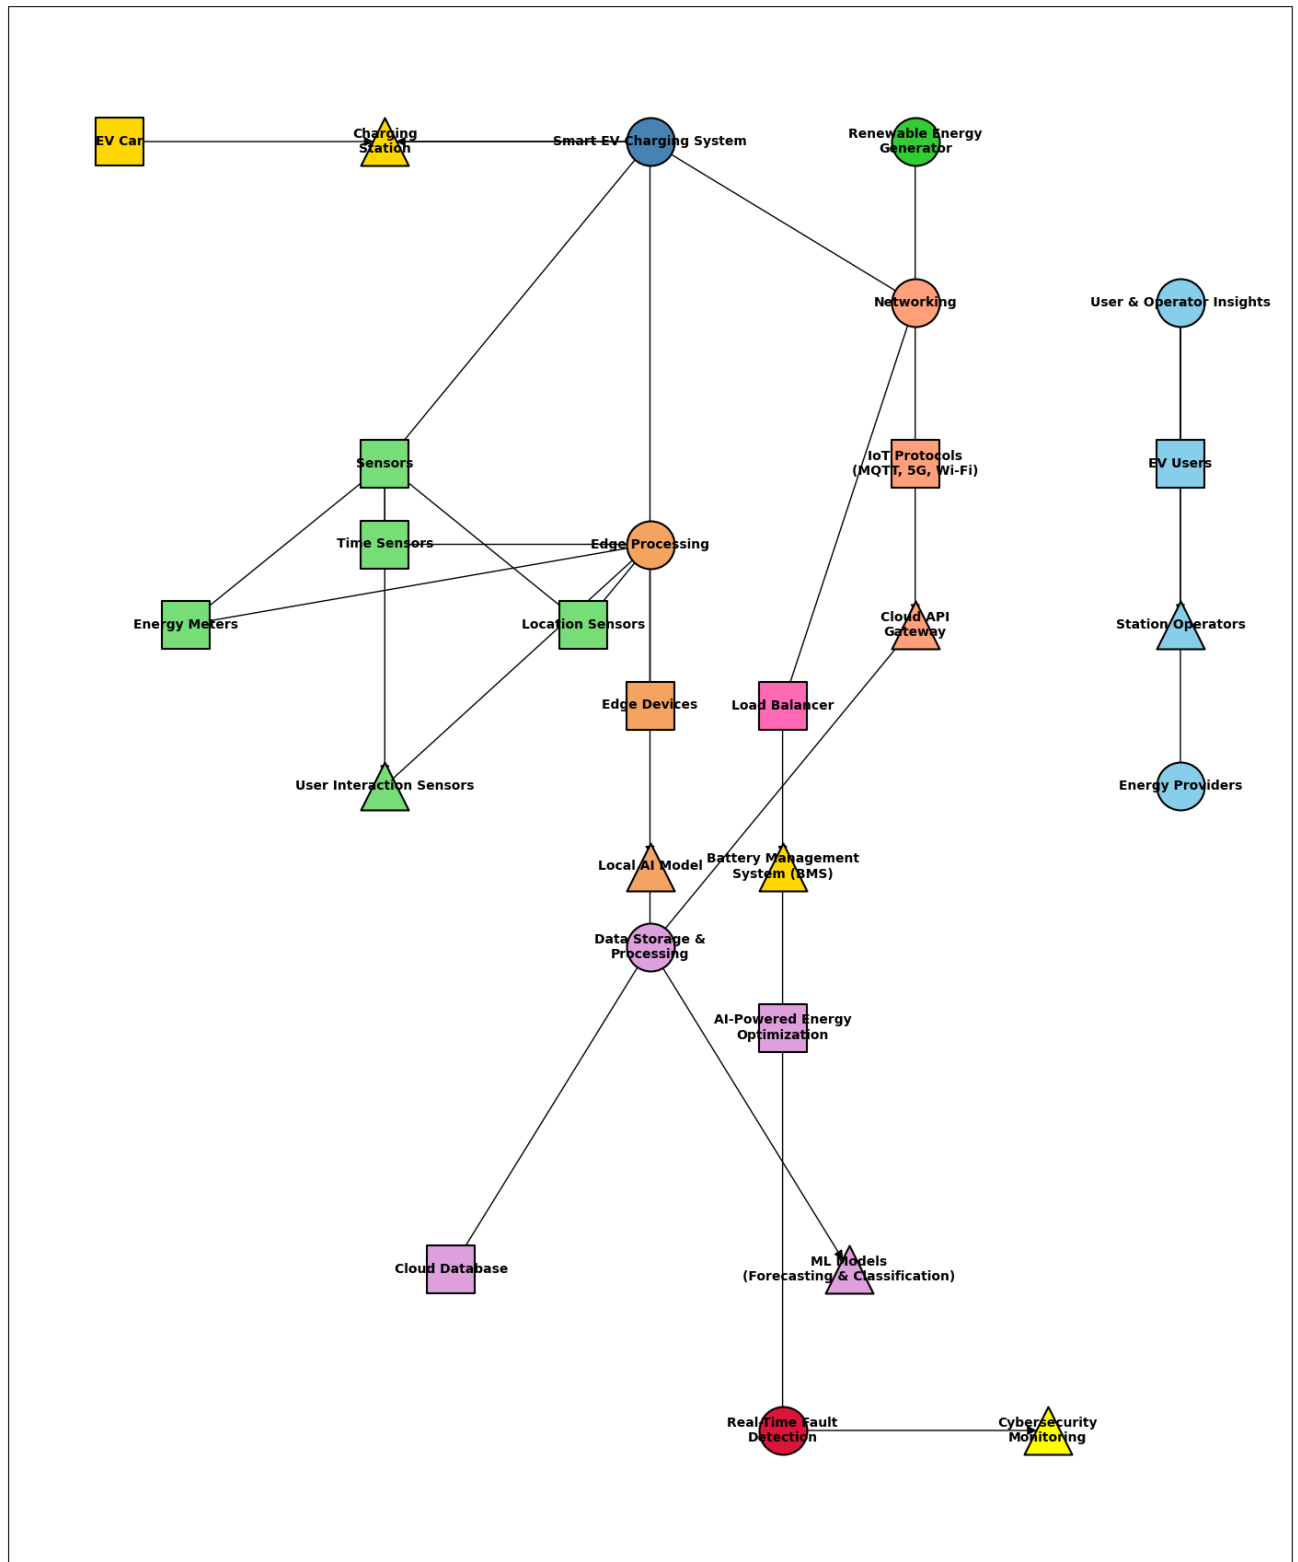 EV Car
Charging
Station
Smart EV Charging System
Renewable Energy
Generator
Networking
User & Operator Insights
Sensors
IoT Protocols
(MQTT, 5G, Wi-Fi)
EV Users
Time Sensors
Edge Processing
Energy Meters
Location Sensors
Cloud API
Gateway
Station Operators
Edge Devices
Load Balancer
User Interaction Sensors
Energy Providers
Local AI Model
Battery Management
System (BMS)
Data Storage &
Processing
AI-Powered Energy
Optimization
Cloud Database
ML Models
(Forecasting & Classification)
Real-Time Fault
Detection
Cybersecurity
Monitoring